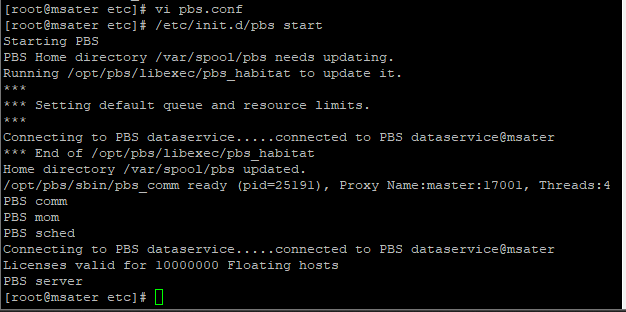 [root@msater etc]# vi pbs.conf
[root@msater etc]# /etc/init.d/pbs start
Starting PBS
PBS Home directory /var/spool/pbs needs updating.
Running /opt/pbs/libexec/pbs_habitat to update it.
***
*** Setting default queue and resource limits.
***
Connecting to PBS dataservice.....connected to PBS dataservice@msater
*** End of /opt/pbs/libexec/pbs_habitat
Home directory /var/spool/pbs updated.
/opt/pbs/sbin/pbs_comm ready (pid=25191), Proxy Name:master:17001, Threads:4
PBS comm
PBS mom
PBS sched
Connecting to PBS dataservice.....connected to PBS dataservice@msater
Licenses valid for 10000000 Floating hosts
PBS server
[root@msater etc]#